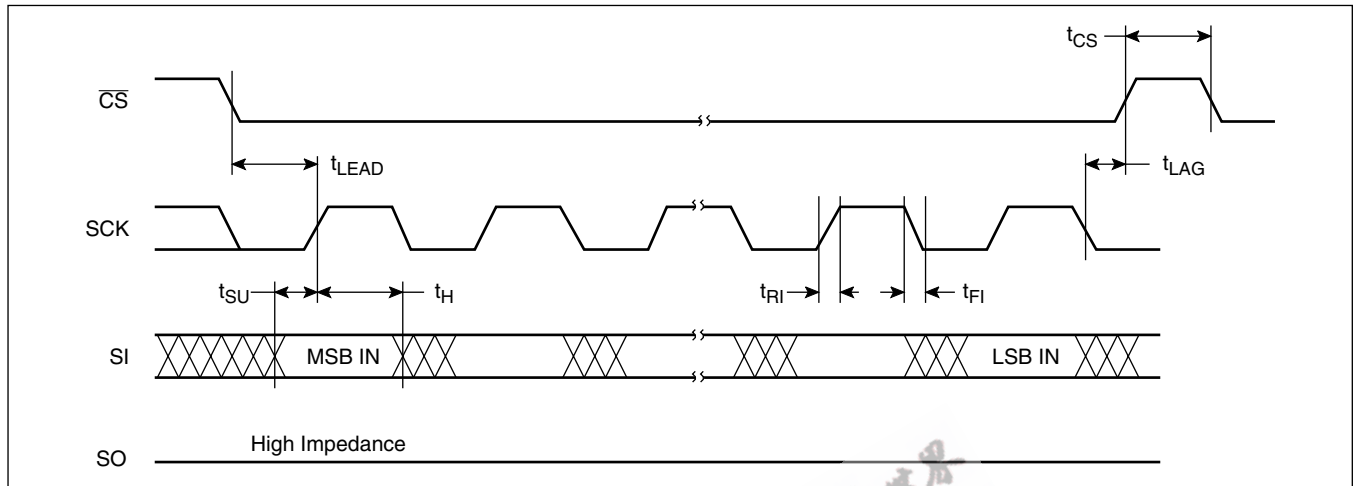 tCS
CS
tLEAD
tLAG
SCK
tSU
tH
tRI
tFI
SI
MSB IN
LSB IN
High Impedance
SO